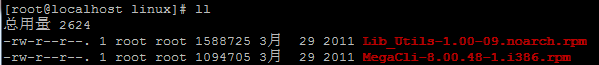 [root@localhost linux]# ll
总用量 2624
-rw-r--r--. 1 root root 1588725 3月  29 2011 Lib_Utils-1.00-09.noarch.rpm
-rw-r--r--. 1 root root 1094705 3月  29 2011 MegaCli-8.00.48-1.i386.rpm